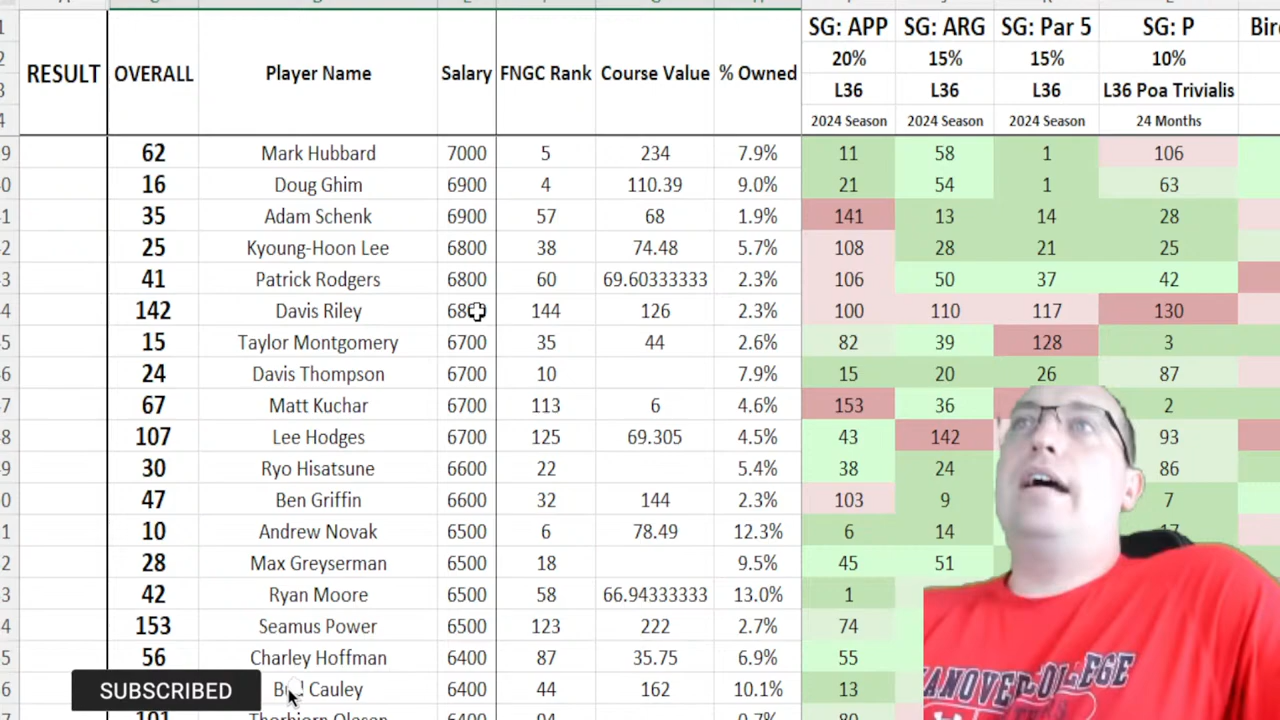 RESULT OVERALL Player Name Salary FNGC Rank Course Value % Owned SG: APP SG: ARG SG: Par 5 SG: P
20% 15% 15% 10%
L36 L36 L36 L36 Poa Trivialis
2024 Season 2024 Season 2024 Season 24 Months
62 Mark Hubbard 7000 5 234 7.9% 11 58 1 106
16 Doug Ghim 6900 4 110.39 9.0% 21 54 1 63
35 Adam Schenk 6900 57 68 1.9% 141 13 14 28
25 Kyoung-Hoon Lee 6800 38 74.48 5.7% 108 28 21 25
41 Patrick Rodgers 6800 60 69.60333333 2.3% 106 50 37 42
142 Davis Riley 144 126 2.3% 100 110 117 130
15 Taylor Montgomery 6700 35 44 2.6% 82 39 128 3
24 Davis Thompson 6700 10 7.9% 15 20 26 87
67 Matt Kuchar 6700 113 6 4.6% 153 36 2
107 Lee Hodges 6700 125 69.305 4.5% 43 142 93
30 Ryo Hisatsune 6600 22 5.4% 38 24 86
47 Ben Griffin 6600 32 144 2.3% 103 9 7
10 Andrew Novak 6500 6 78.49 12.3% 6 14
28 Max Greyserman 6500 18 9.5% 45 51
42 Ryan Moore 6500 58 66.94333333 13.0% 1
153 Seamus Power 6500 123 222 2.7% 74
56 Charley Hoffman 6400 87 35.75 6.9% 55
SUBSCRIBED Cauley 6400 44 162 10.1% 13
HANOVER COLLEGE